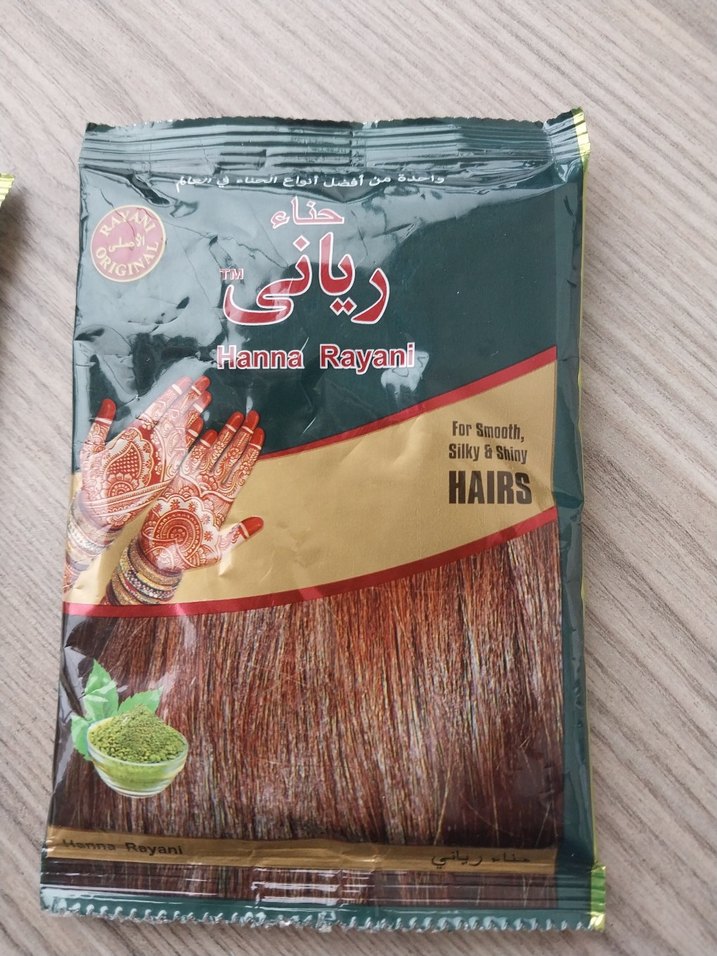 واحدة من أفضل أنواع الحناء في العالم
RAYANI
الأصلي
ORIGINAL
حناء
ريانى
TM
Hanna Rayani
For Smooth,
Silky & Shiny
HAIRS
Hanna Rayani
حناء رياني